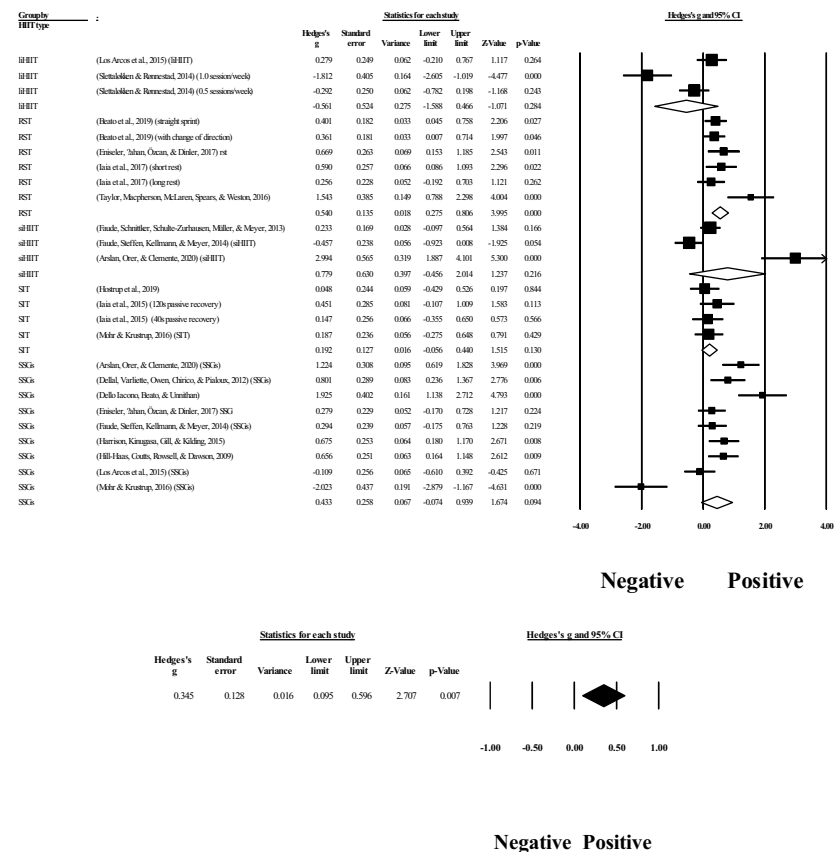 Group by : Statistics for each study Hedges's g and 95% CI
HIIT type
Hedges's Standard Lower Upper
g error Variance limit limit Z-Value p-Value
liHIIT (Los Arcos et al., 2015) (liHIIT) 0.279 0.249 0.062 -0.210 0.767 1.117 0.264
liHIIT (Slettaløkken & Rønnestad, 2014) (1.0 session/week) -1.812 0.405 0.164 -2.605 -1.019 -4.477 0.000
liHIIT (Slettaløkken & Rønnestad, 2014) (0.5 sessions/week) -0.292 0.250 0.062 -0.782 0.198 -1.168 0.243
liHIIT -0.561 0.524 0.275 -1.588 0.466 -1.071 0.284
RST (Beato et al., 2019) (straight sprint) 0.401 0.182 0.033 0.045 0.758 2.206 0.027
RST (Beato et al., 2019) (with change of direction) 0.361 0.181 0.033 0.007 0.714 1.997 0.046
RST (Eniseler, ?ahan, Özcan, & Dinler, 2017) rst 0.669 0.263 0.069 0.153 1.185 2.543 0.011
RST (Iaia et al., 2017) (short rest) 0.590 0.257 0.066 0.086 1.093 2.296 0.022
RST (Iaia et al., 2017) (long rest) 0.256 0.228 0.052 -0.192 0.703 1.121 0.262
RST (Taylor, Macpherson, McLaren, Spears, & Weston, 2016) 1.543 0.385 0.149 0.788 2.298 4.004 0.000
RST 0.540 0.135 0.018 0.275 0.806 3.995 0.000
siHIIT (Faude, Schnittker, Schulte-Zurhausen, Müller, & Meyer, 2013) 0.233 0.169 0.028 -0.097 0.564 1.384 0.166
siHIIT (Faude, Steffen, Kellmann, & Meyer, 2014) (siHIIT) -0.457 0.238 0.056 -0.923 0.008 -1.925 0.054
siHIIT (Arslan, Orer, & Clemente, 2020) (siHIIT) 2.994 0.565 0.319 1.887 4.101 5.300 0.000
siHIIT 0.779 0.630 0.397 -0.456 2.014 1.237 0.216
SIT (Hostrup et al., 2019) 0.048 0.244 0.059 -0.429 0.526 0.197 0.844
SIT (Iaia et al., 2015) (120s passive recovery) 0.451 0.285 0.081 -0.107 1.009 1.583 0.113
SIT (Iaia et al., 2015) (40s passive recovery) 0.147 0.256 0.066 -0.355 0.650 0.573 0.566
SIT (Mohr & Krustrup, 2016) (SIT) 0.187 0.236 0.056 -0.275 0.648 0.791 0.429
SIT 0.192 0.127 0.016 -0.056 0.440 1.515 0.130
SSGs (Arslan, Orer, & Clemente, 2020) (SSGs) 1.224 0.308 0.095 0.619 1.828 3.969 0.000
SSGs (Dellal, Varliette, Owen, Chirico, & Pialoux, 2012) (SSGs) 0.801 0.289 0.083 0.236 1.367 2.776 0.006
SSGs (Dello Iacono, Beato, & Unnithan) 1.925 0.402 0.161 1.138 2.712 4.793 0.000
SSGs (Eniseler, ?ahan, Özcan, & Dinler, 2017) SSG 0.279 0.229 0.052 -0.170 0.728 1.217 0.224
SSGs (Faude, Steffen, Kellmann, & Meyer, 2014) (SSGs) 0.294 0.239 0.057 -0.175 0.763 1.228 0.219
SSGs (Harrison, Kinugasa, Gill, & Kilding, 2015) 0.675 0.253 0.064 0.180 1.170 2.671 0.008
SSGs (Hill-Haas, Coutts, Rowsell, & Dawson, 2009) 0.656 0.251 0.063 0.164 1.148 2.612 0.009
SSGs (Los Arcos et al., 2015) (SSGs) -0.109 0.256 0.065 -0.610 0.392 -0.425 0.671
SSGs (Mohr & Krustrup, 2016) (SSGs) -2.023 0.437 0.191 -2.879 -1.167 -4.631 0.000
SSGs 0.433 0.258 0.067 -0.074 0.939 1.674 0.094
-4.00 -2.00 0.00 2.00 4.00
Negative Positive
Statistics for each study Hedges's g and 95% CI
Hedges's Standard Lower Upper
g error Variance limit limit Z-Value p-Value
0.345 0.128 0.016 0.095 0.596 2.707 0.007
-1.00 -0.50 0.00 0.50 1.00
Negative Positive